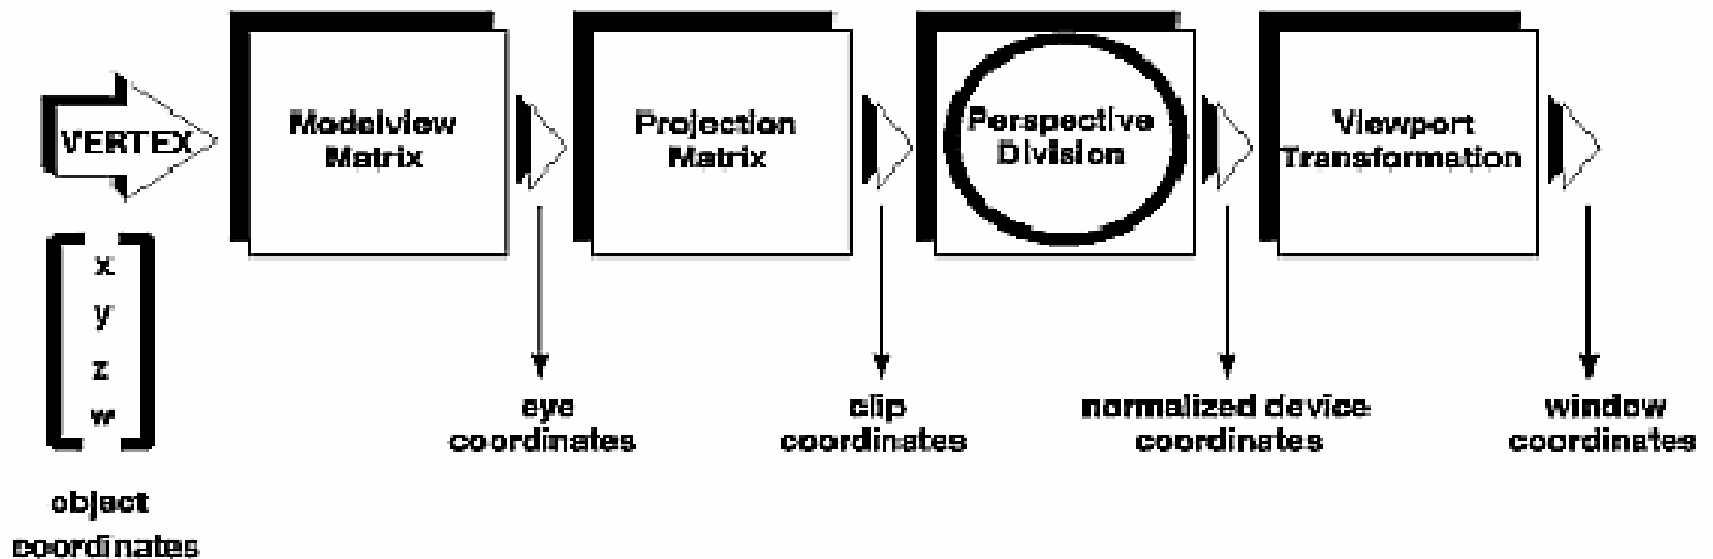 VERTEX
Modelview
Matrix
Projection
Matrix
Perspective
Division
Viewport
Transformation
x
y
z
w
object
coordinates
eye
coordinates
clip
coordinates
normalized device
coordinates
window
coordinates